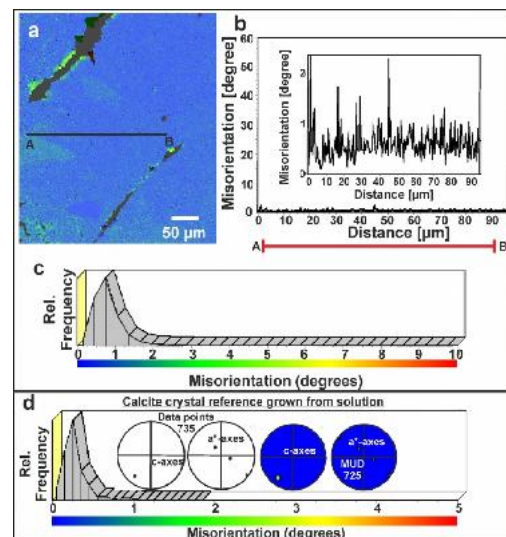 a
A
B
50 µm
b
Misorientation [degree]
60
50
40
30
20
10
0
0 10 20 30 40 50 60 70 80 90
Distance [µm]
Misorientation [degree]
2
1
0
0 10 20 30 40 50 60 70 80 90
Distance [µm]
A B
c
Rel.
Frequency
0 1 2 3 4 5 6 7 8 9 10
Misorientation (degrees)
d
Calcite crystal reference grown from solution
Data points
735
c-axes
a*-axes
c-axes
a*-axes
MUD
725
Rel.
Frequency
0 1 2 3 4 5
Misorientation (degrees)